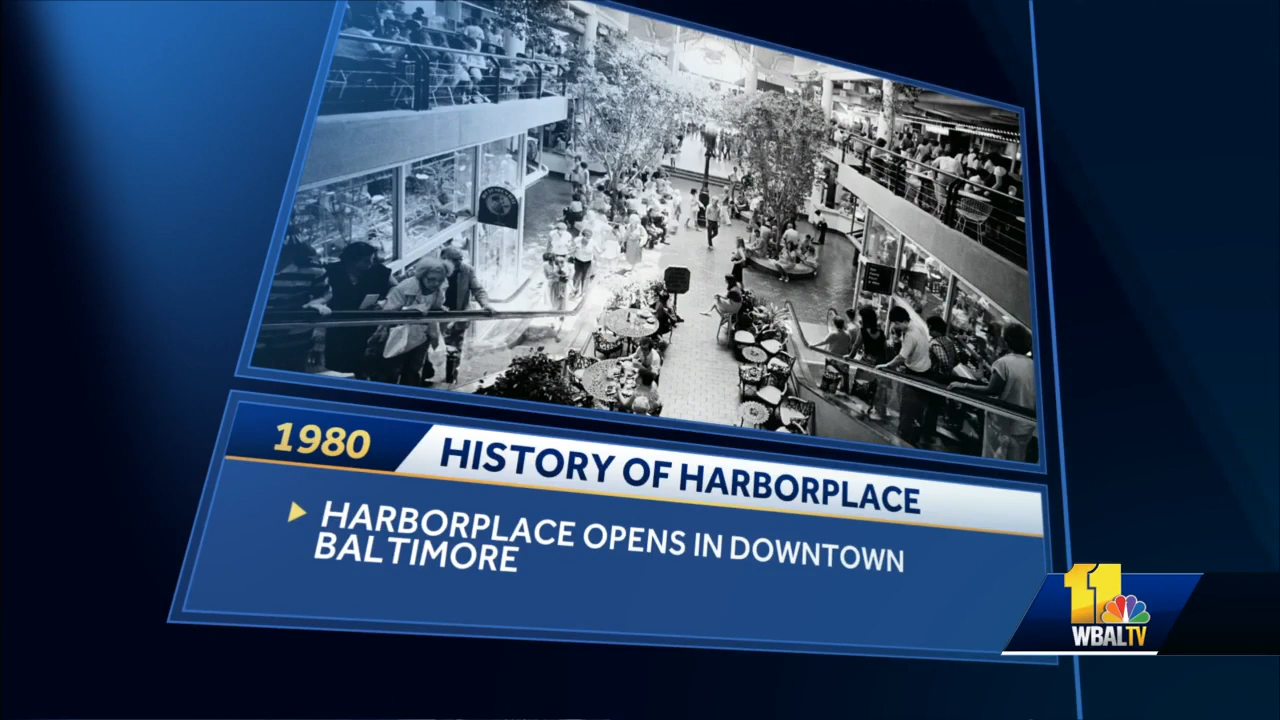 1980
HISTORY OF HARBORPLACE
HARBORPLACE OPENS IN DOWNTOWN
BALTIMORE
11
WBALTV